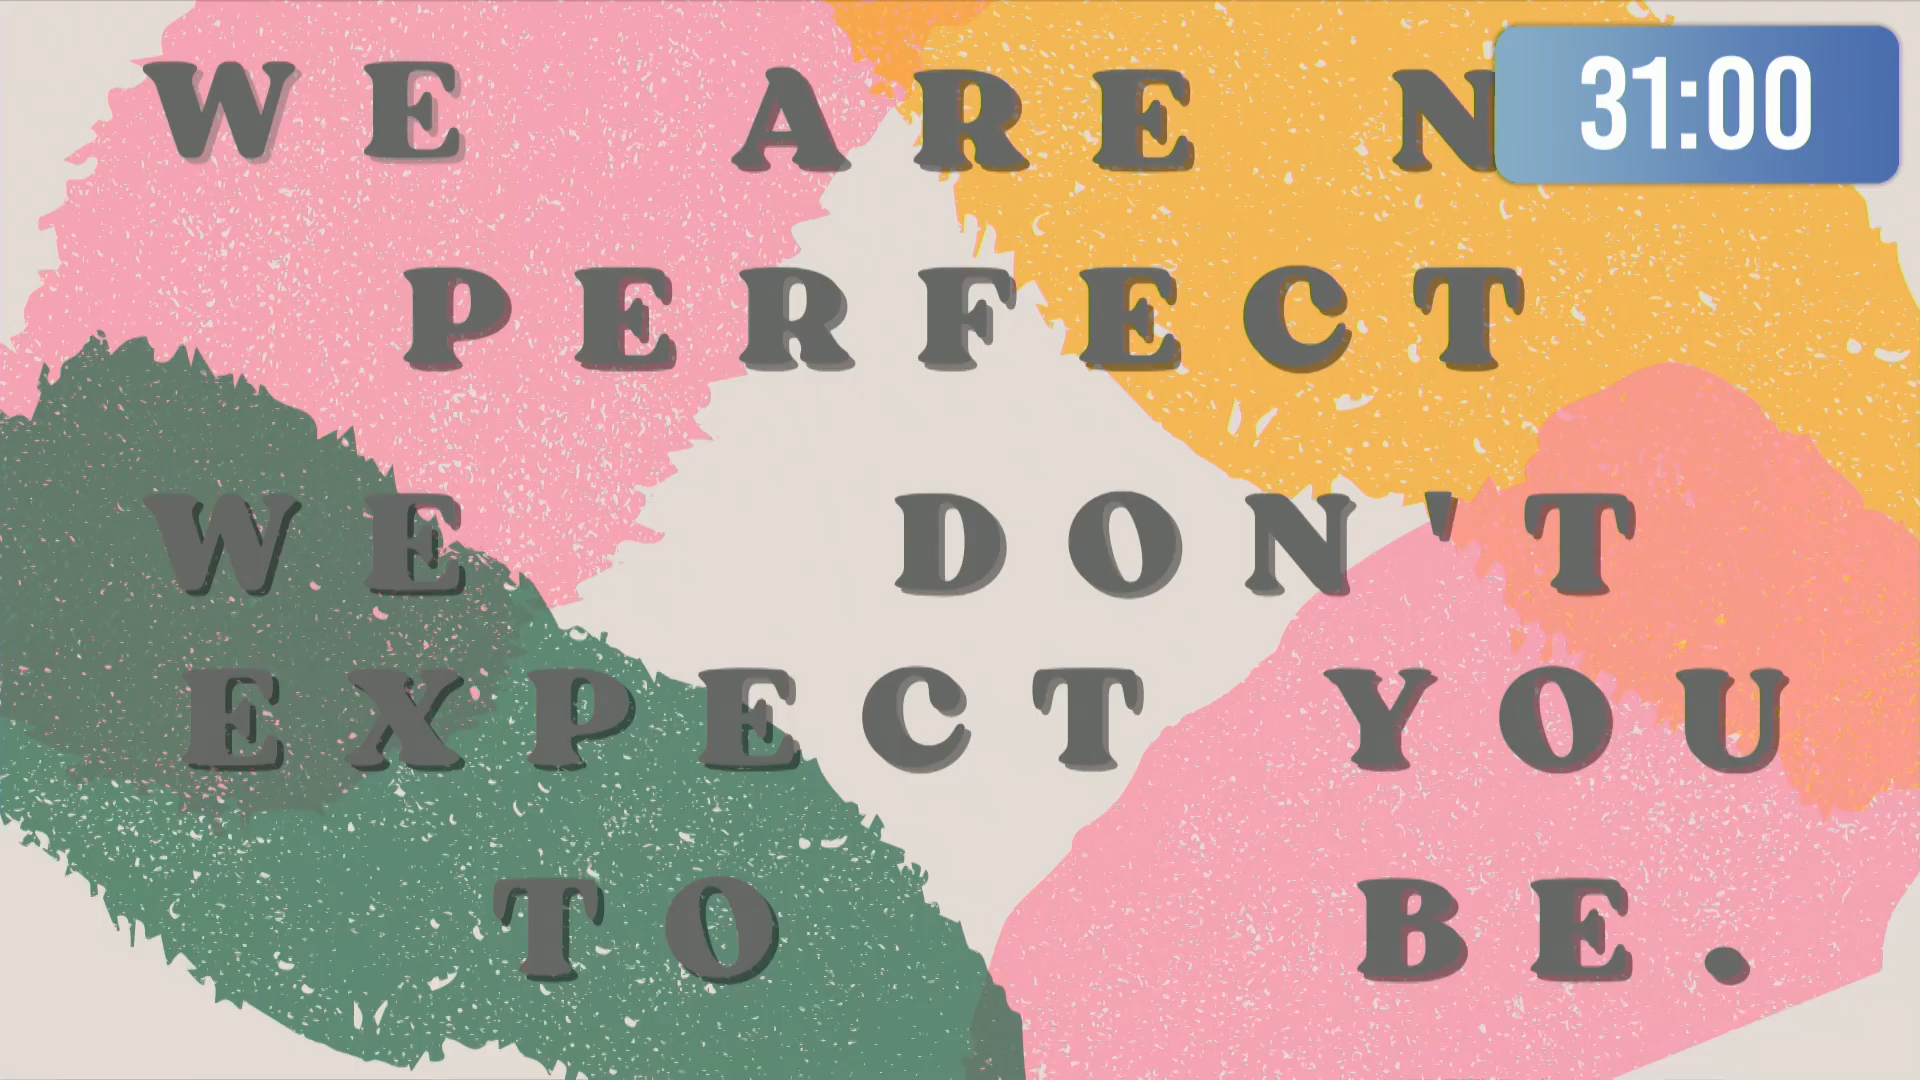 WE ARE N
31:00
PERFECT
WE DON'T
EXPECT YOU
TO BE.